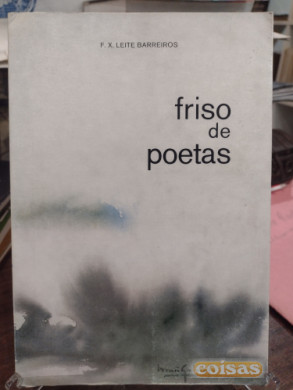 F. X. LEITE BARREIROS
friso
de
poetas
coisas